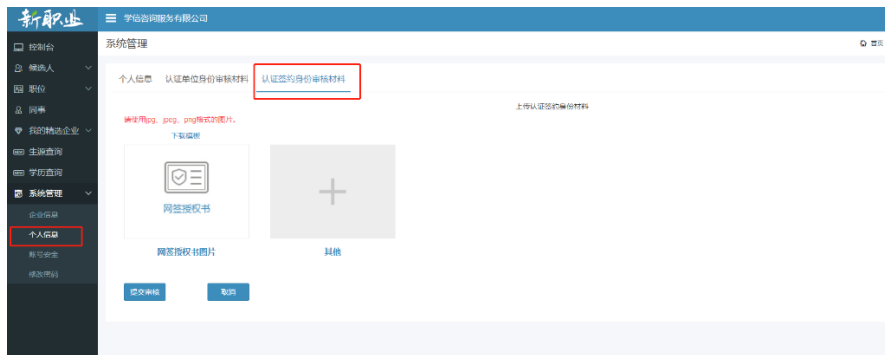 新职业
学信咨询服务有限公司
控制台
候选人
职位
同事
我的精选企业
生源查询
学历查询
系统管理
企业信息
个人信息
账号安全
修改密码
系统管理
首页
个人信息 认证单位身份审核材料 认证签约身份审核材料
上传认证签约身份材料
请使用jpg、jpeg、png格式的图片。
下载模板
网签授权书
网签授权书图片 其他
提交审核 取消